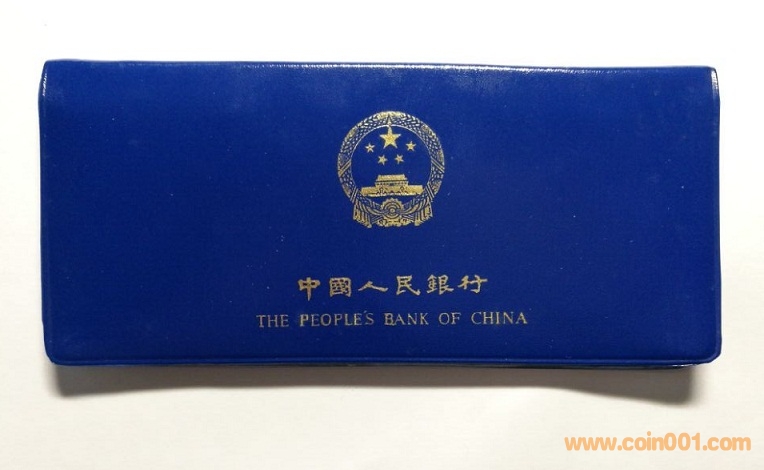 中國人民銀行
THE PEOPLE'S BANK OF CHINA
www.coin001.com